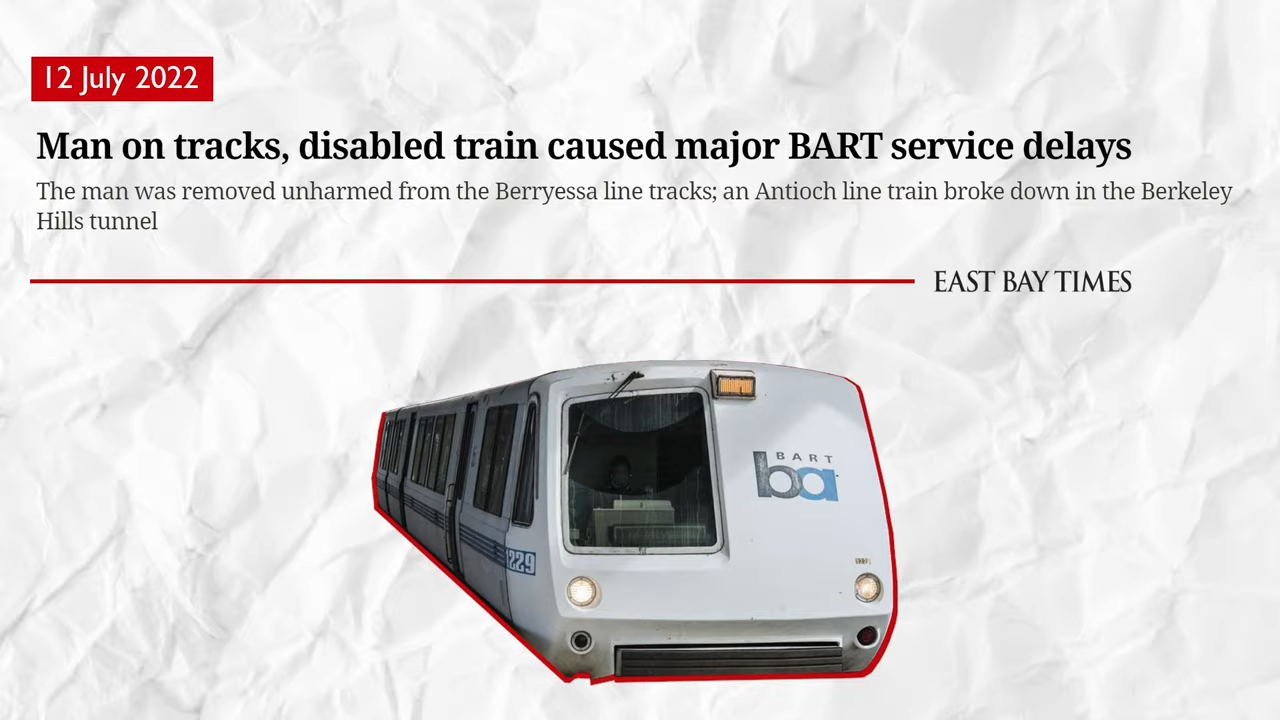 12 July 2022
Man on tracks, disabled train caused major BART service delays
The man was removed unharmed from the Berryessa line tracks; an Antioch line train broke down in the Berkeley
Hills tunnel
EAST BAY TIMES
BART
ba
1229